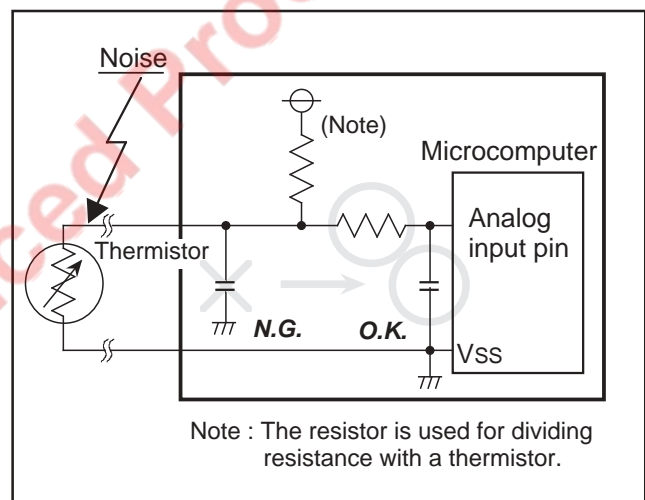 Noise
(Note)
Microcomputer
Analog
input pin
Thermistor
N.G.
O.K.
VSS
Note : The resistor is used for dividing
resistance with a thermistor.